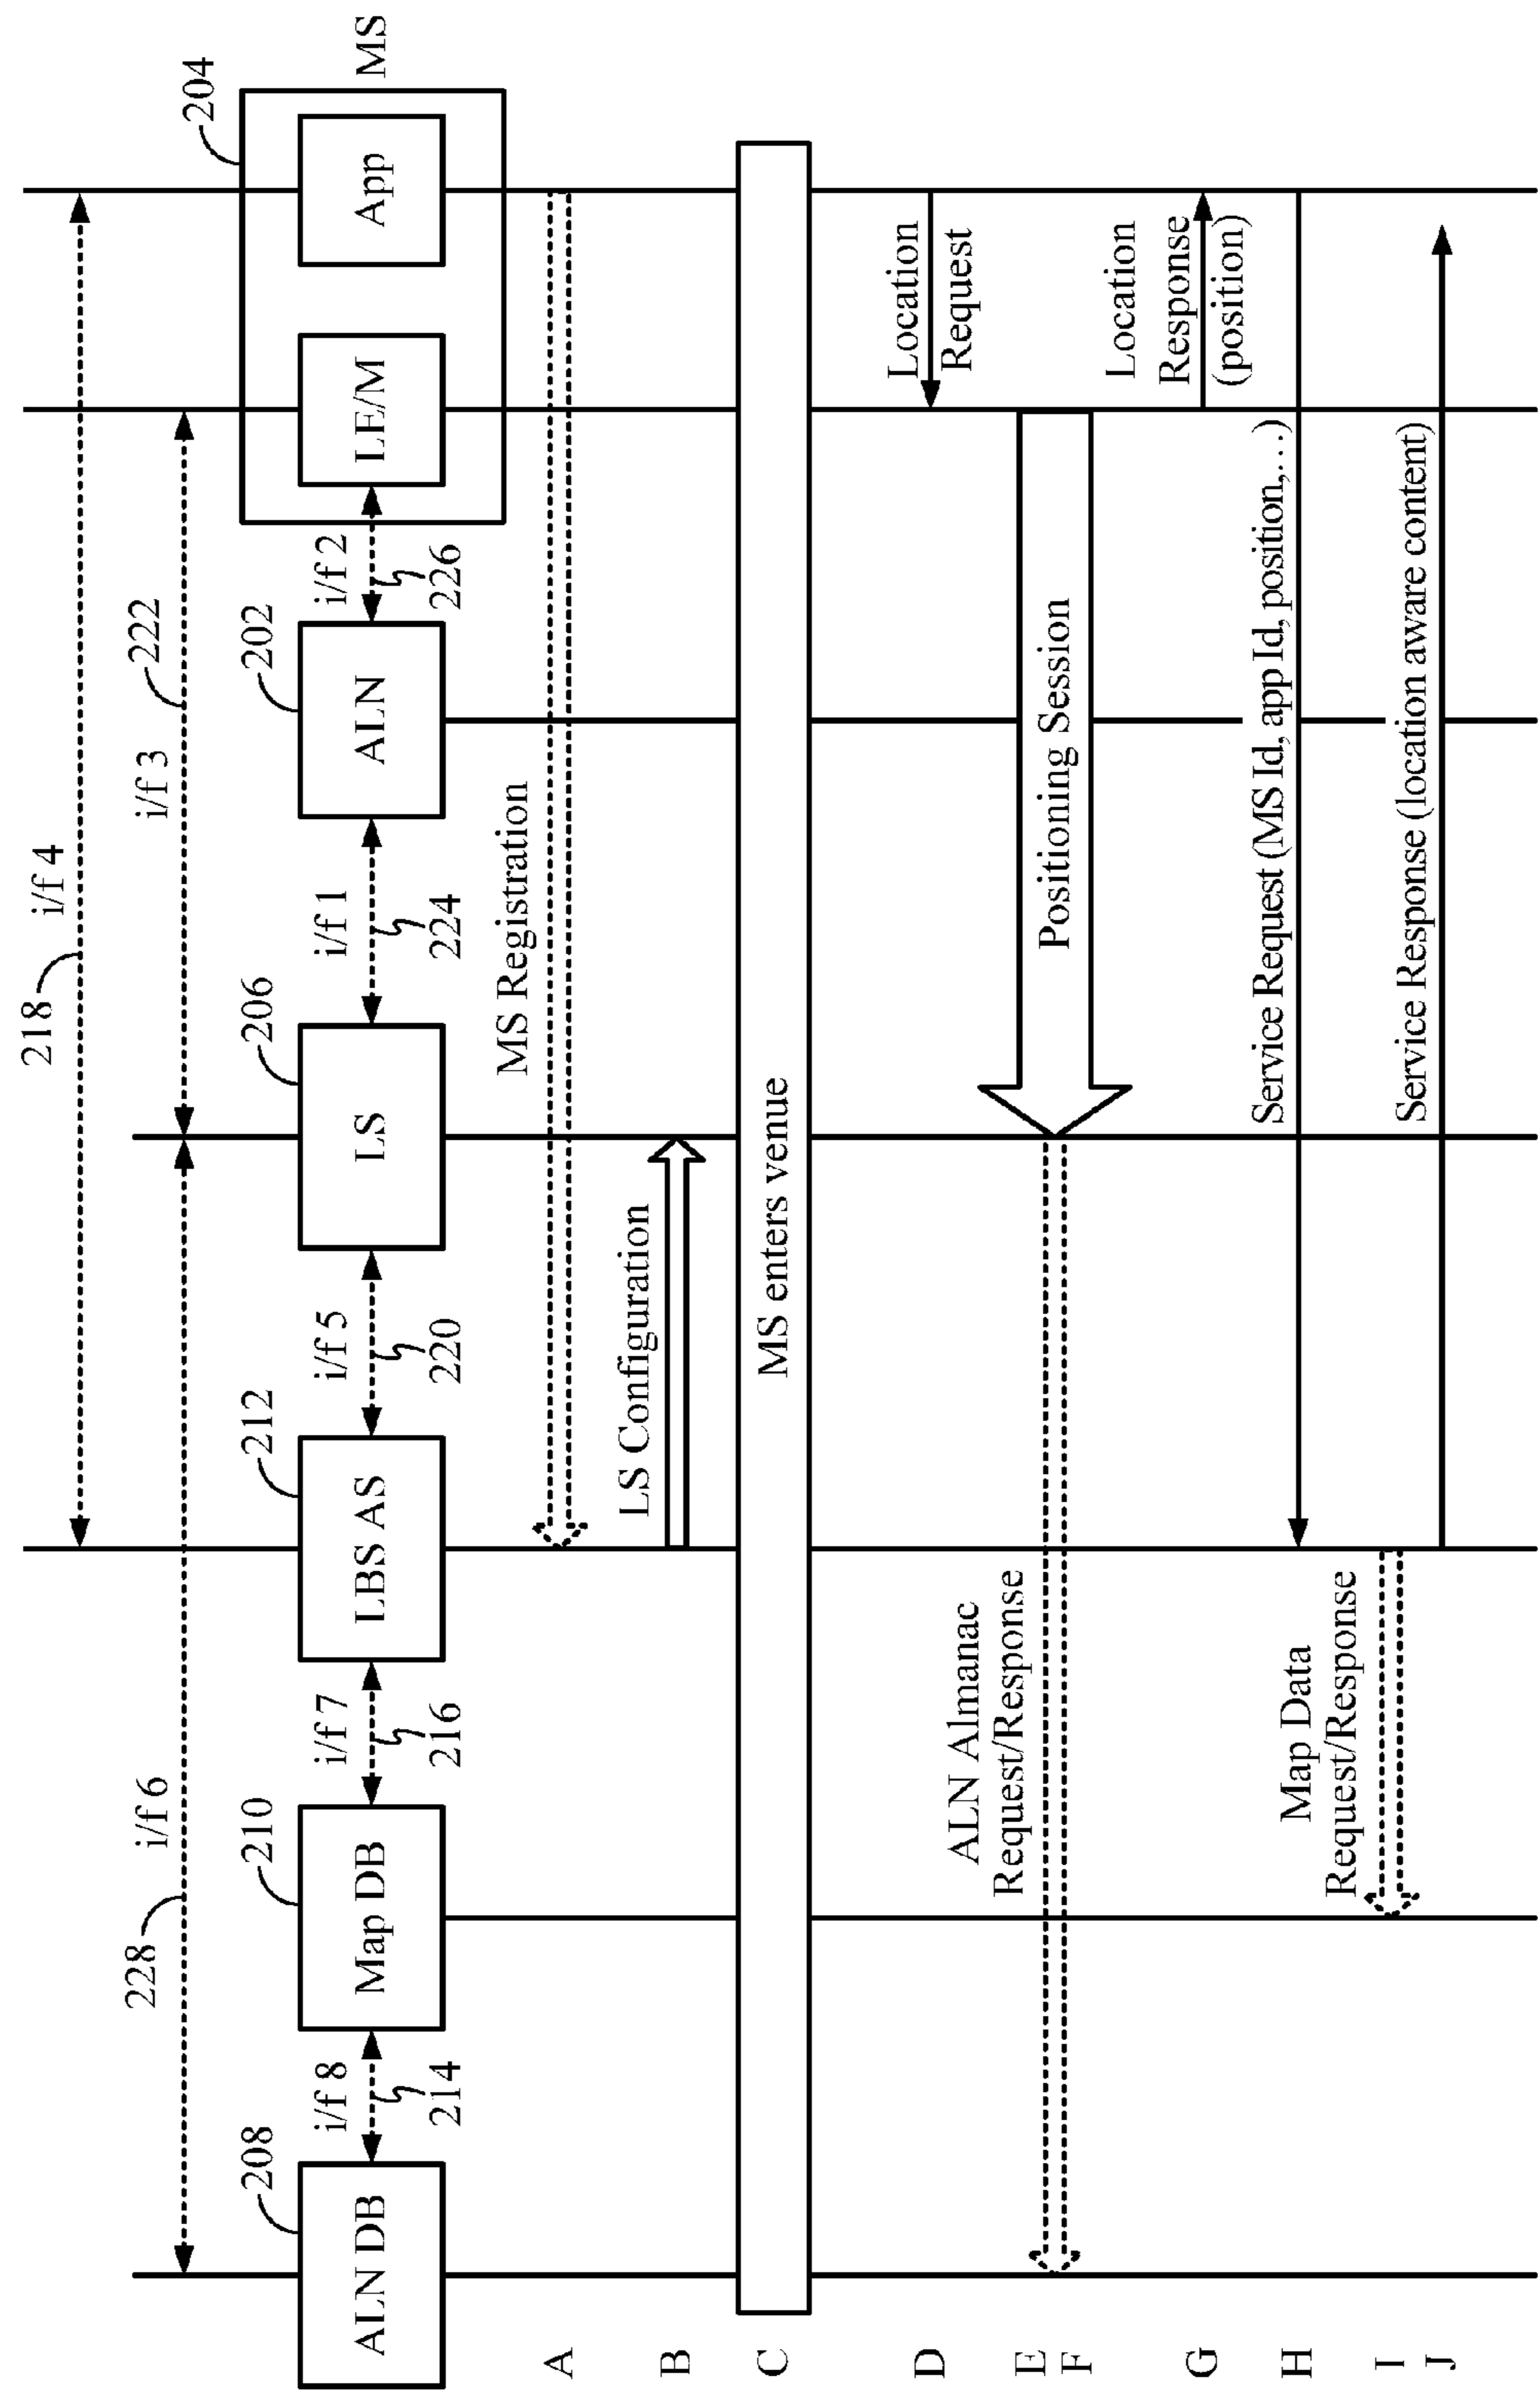 218
i/f 4
228
i/f 6
i/f 3
222
208
ALN DB
i/f 8
214
210
Map DB
i/f 7
216
212
LBS AS
i/f 5
220
206
LS
i/f 1
224
202
ALN
i/f 2
226
LE/M
App
204
MS
A
MS Registration
B
LS Configuration
C
MS enters venue
D
Location
Request
E
Positioning Session
F
ALN Almanac
Request/Response
G
Location
Response
(position)
H
Service Request (MS Id, app Id, position,...)
I
Map Data
Request/Response
J
Service Response (location aware content)